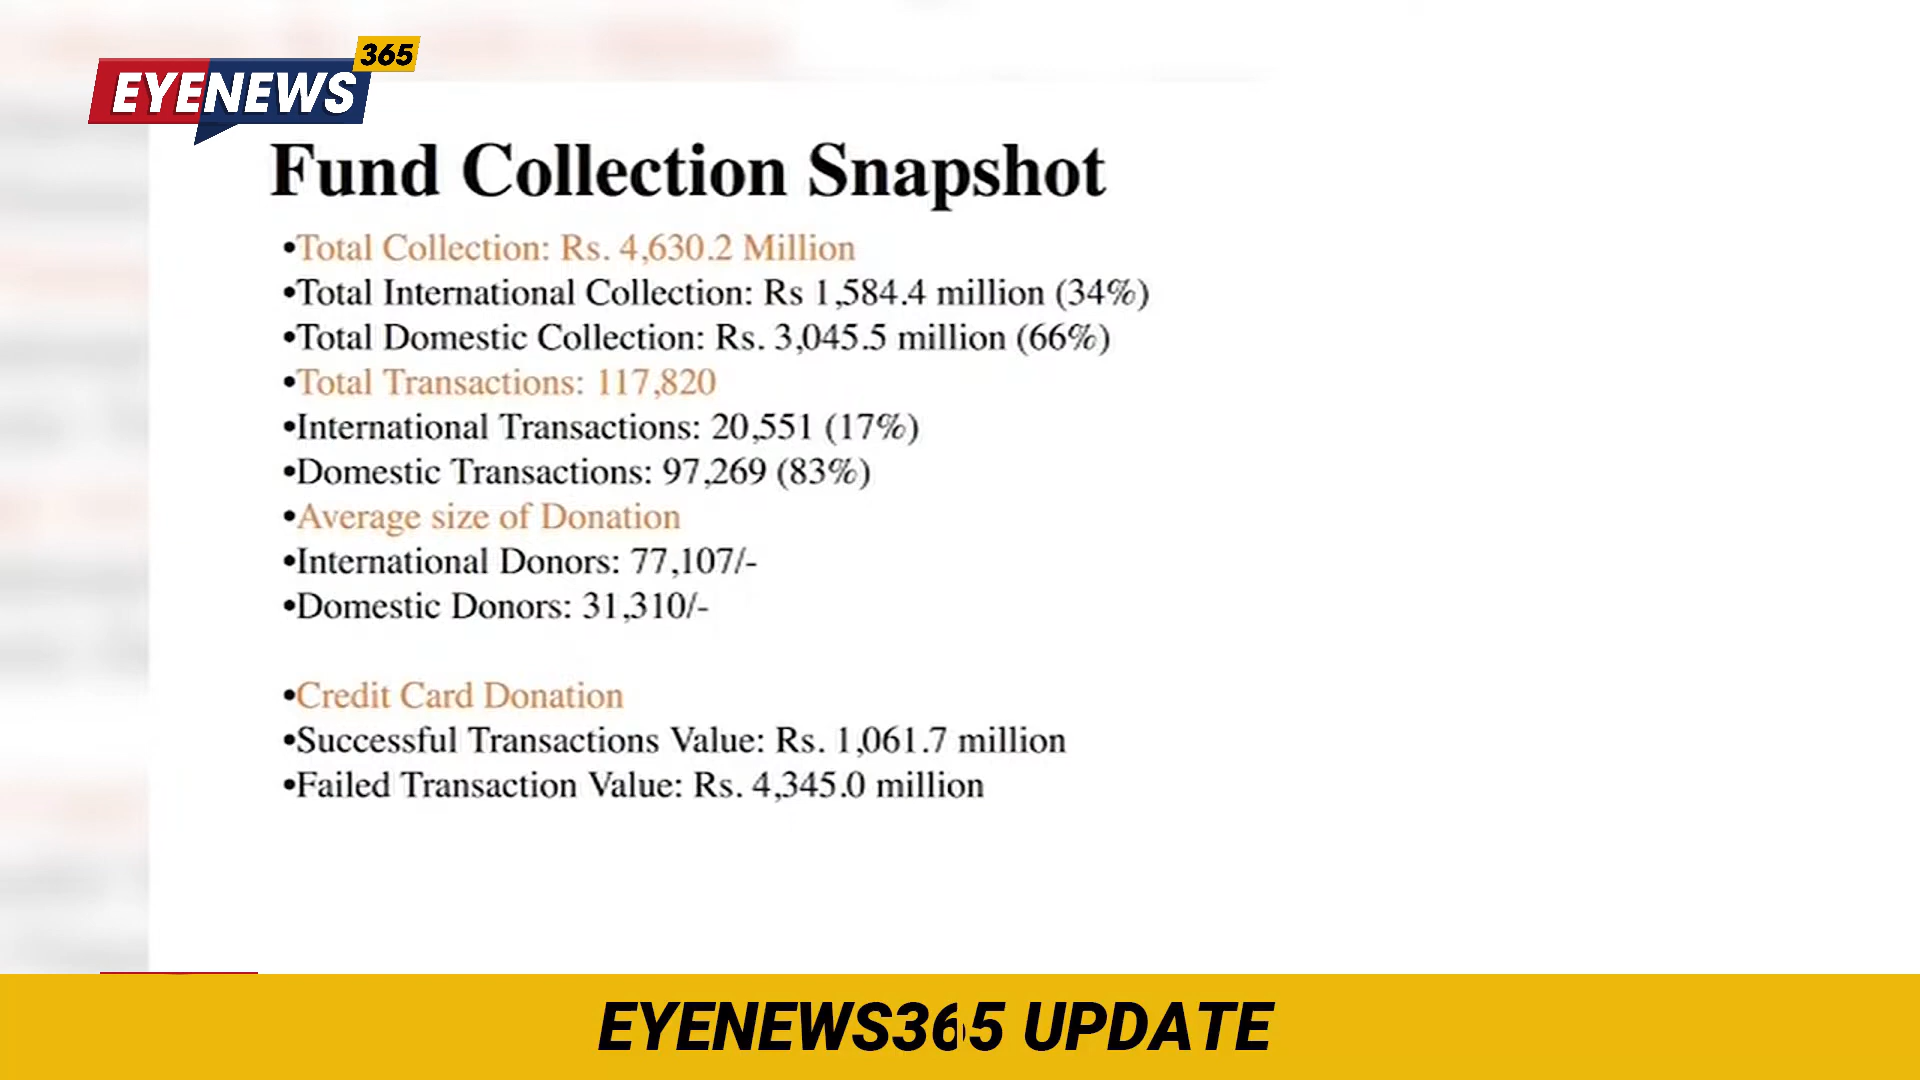 365
EYENEWS
Fund Collection Snapshot
•Total Collection: Rs. 4,630.2 Million
•Total International Collection: Rs 1,584.4 million (34%)
•Total Domestic Collection: Rs. 3,045.5 million (66%)
•Total Transactions: 117,820
•International Transactions: 20,551 (17%)
•Domestic Transactions: 97,269 (83%)
•Average size of Donation
•International Donors: 77,107/-
•Domestic Donors: 31,310/-
•Credit Card Donation
•Successful Transactions Value: Rs. 1,061.7 million
•Failed Transaction Value: Rs. 4,345.0 million
EYENEWS365 UPDATE